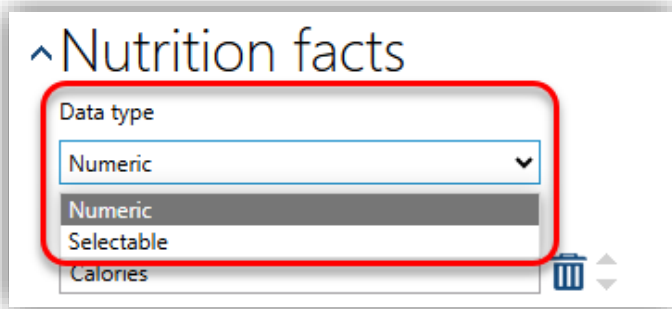 Nutrition facts
Data type
Numeric
Numeric
Selectable
Calories